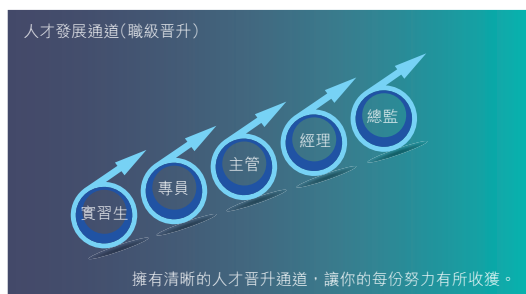 人才發展通道(職級晉升)
實習生
專員
主管
經理
總監
擁有清晰的人才晉升通道，讓你的每份努力有所收獲。